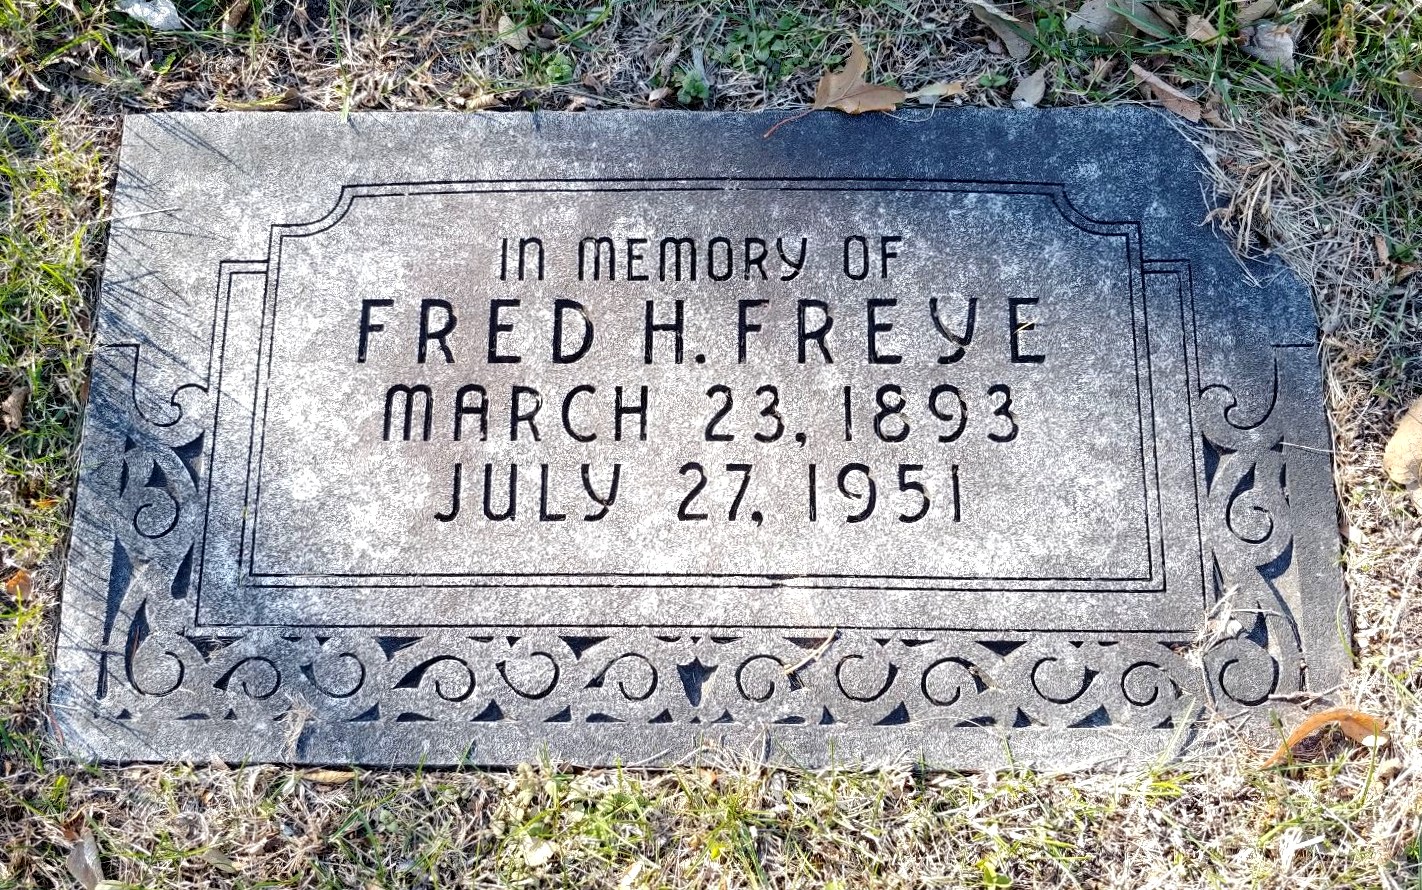 IN MEMORY OF
FRED H. FREYE
MARCH 23, 1893
JULY 27, 1951